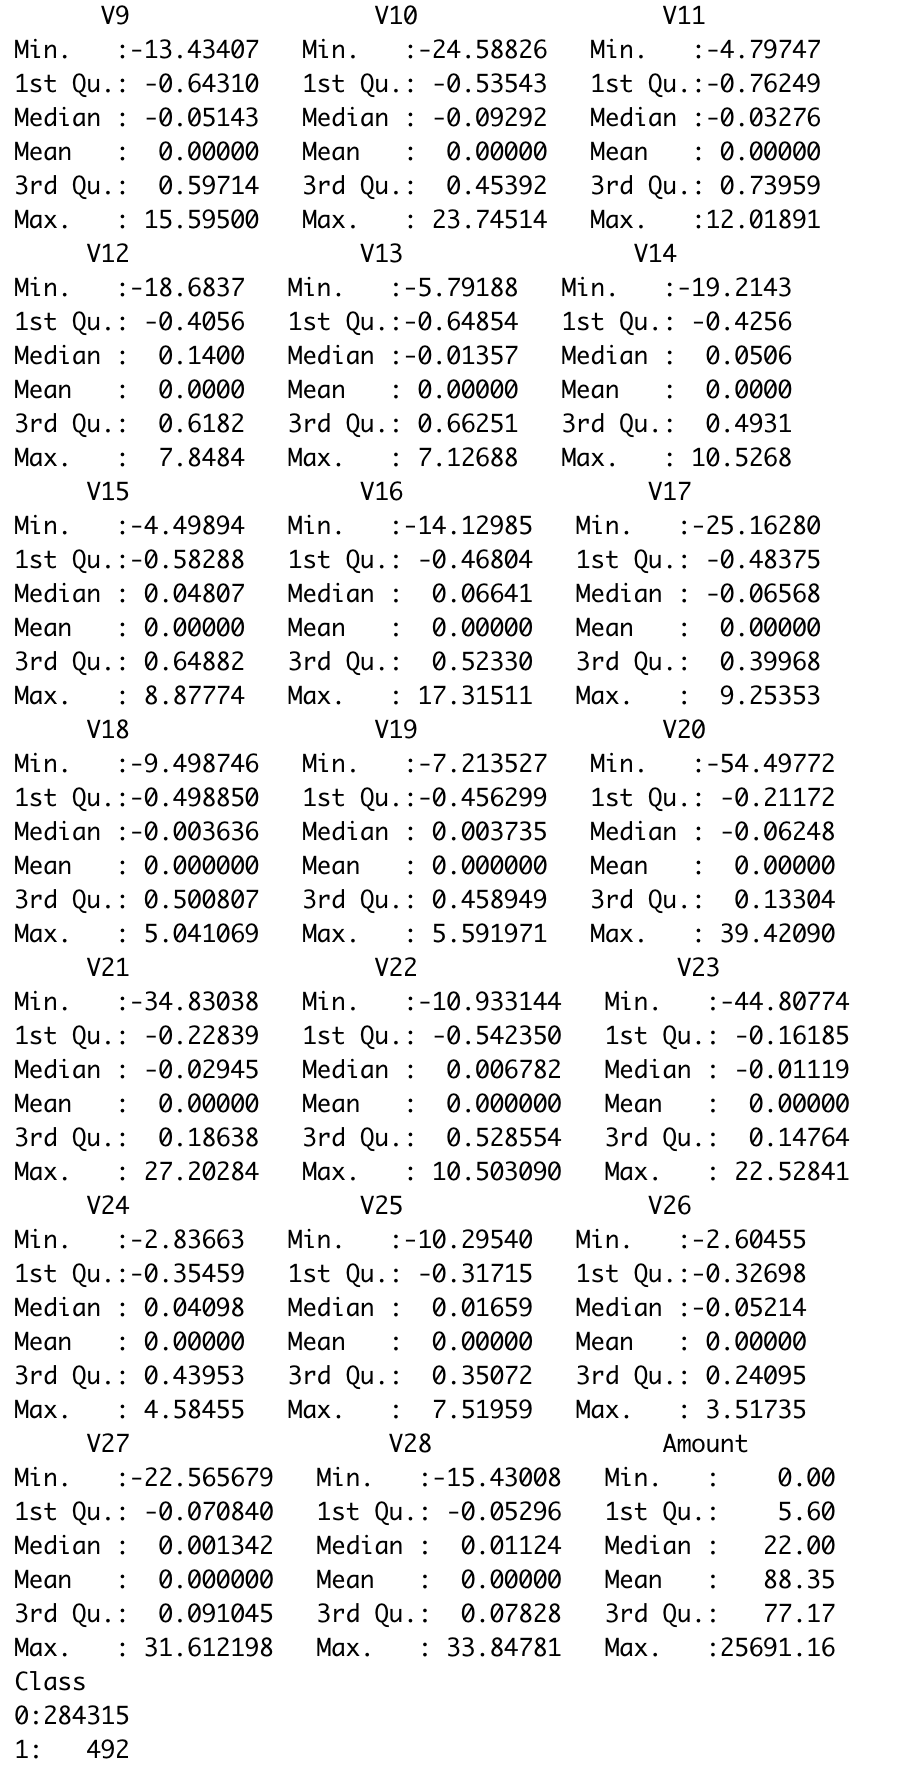 V9                 V10                 V11
 Min.   :-13.43407   Min.   :-24.58826   Min.   :-4.79747
 1st Qu.: -0.64310   1st Qu.: -0.53543   1st Qu.:-0.76249
 Median : -0.05143   Median : -0.09292   Median :-0.03276
 Mean   :  0.00000   Mean   :  0.00000   Mean   : 0.00000
 3rd Qu.:  0.59714   3rd Qu.:  0.45392   3rd Qu.: 0.73959
 Max.   : 15.59500   Max.   : 23.74514   Max.   :12.01891
      V12                V13                V14
 Min.   :-18.6837   Min.   :-5.79188   Min.   :-19.2143
 1st Qu.: -0.4056   1st Qu.:-0.64854   1st Qu.: -0.4256
 Median :  0.1400   Median :-0.01357   Median :  0.0506
 Mean   :  0.0000   Mean   : 0.00000   Mean   :  0.0000
 3rd Qu.:  0.6182   3rd Qu.: 0.66251   3rd Qu.:  0.4931
 Max.   :  7.8484   Max.   : 7.12688   Max.   : 10.5268
      V15                V16                 V17
 Min.   :-4.49894   Min.   :-14.12985   Min.   :-25.16280
 1st Qu.:-0.58288   1st Qu.: -0.46804   1st Qu.: -0.48375
 Median : 0.04807   Median :  0.06641   Median : -0.06568
 Mean   : 0.00000   Mean   :  0.00000   Mean   :  0.00000
 3rd Qu.: 0.64882   3rd Qu.:  0.52330   3rd Qu.:  0.39968
 Max.   : 8.87774   Max.   : 17.31511   Max.   :  9.25353
      V18                 V19                 V20
 Min.   :-9.498746   Min.   :-7.213527   Min.   :-54.49772
 1st Qu.:-0.498850   1st Qu.:-0.456299   1st Qu.: -0.21172
 Median :-0.003636   Median : 0.003735   Median : -0.06248
 Mean   : 0.000000   Mean   : 0.000000   Mean   :  0.00000
 3rd Qu.: 0.500807   3rd Qu.: 0.458949   3rd Qu.:  0.13304
 Max.   : 5.041069   Max.   : 5.591971   Max.   : 39.42090
      V21                 V22                  V23
 Min.   :-34.83038   Min.   :-10.933144   Min.   :-44.80774
 1st Qu.: -0.22839   1st Qu.: -0.542350   1st Qu.: -0.16185
 Median : -0.02945   Median :  0.006782   Median : -0.01119
 Mean   :  0.00000   Mean   :  0.000000   Mean   :  0.00000
 3rd Qu.:  0.18638   3rd Qu.:  0.528554   3rd Qu.:  0.14764
 Max.   : 27.20284   Max.   : 10.503090   Max.   : 22.52841
      V24                V25                 V26
 Min.   :-2.83663   Min.   :-10.29540   Min.   :-2.60455
 1st Qu.:-0.35459   1st Qu.: -0.31715   1st Qu.:-0.32698
 Median : 0.04098   Median :  0.01659   Median :-0.05214
 Mean   : 0.00000   Mean   :  0.00000   Mean   : 0.00000
 3rd Qu.: 0.43953   3rd Qu.:  0.35072   3rd Qu.: 0.24095
 Max.   : 4.58455   Max.   :  7.51959   Max.   : 3.51735
      V27                  V28                Amount
 Min.   :-22.565679   Min.   :-15.43008   Min.   :    0.00
 1st Qu.: -0.070840   1st Qu.: -0.05296   1st Qu.:    5.60
 Median :  0.001342   Median :  0.01124   Median :   22.00
 Mean   :  0.000000   Mean   :  0.00000   Mean   :   88.35
 3rd Qu.:  0.091045   3rd Qu.:  0.07828   3rd Qu.:   77.17
 Max.   : 31.612198   Max.   : 33.84781   Max.   :25691.16
 Class
 0:284315
 1:   492